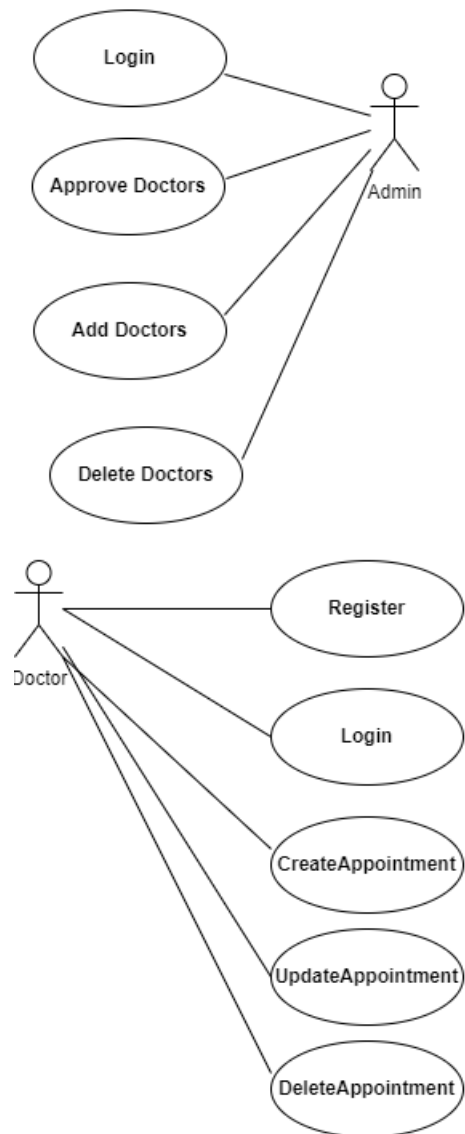 Login
Admin
Approve Doctors
Add Doctors
Delete Doctors
Doctor
Register
Login
CreateAppointment
UpdateAppointment
DeleteAppointment